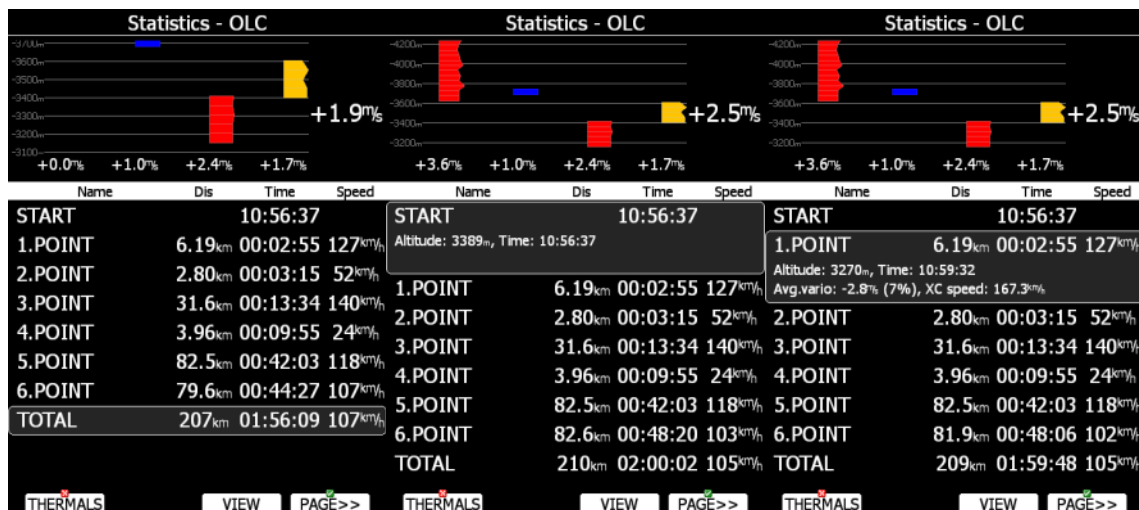 Statistics - OLC
-3700m
-3600m
-3500m
-3400m
-3300m
-3200m
-3100
+1.9m/s
+0.0m/s +1.0m/s +2.4m/s +1.7m/s
Name Dis Time Speed
START 10:56:37
1.POINT 6.19km 00:02:55 127km/h
2.POINT 2.80km 00:03:15 52km/h
3.POINT 31.6km 00:13:34 140km/h
4.POINT 3.96km 00:09:55 24km/h
5.POINT 82.5km 00:42:03 118km/h
6.POINT 79.6km 00:44:27 107km/h
TOTAL 207km 01:56:09 107km/h
THERMALS VIEW PAGE>>
Statistics - OLC
-4200m
-4000m
-3800m
-3600m
-3400m
-3200m
+2.5m/s
+3.6m/s +1.0m/s +2.4m/s +1.7m/s
Name Dis Time Speed
START 10:56:37
Altitude: 3389m, Time: 10:56:37
1.POINT 6.19km 00:02:55 127km/h
2.POINT 2.80km 00:03:15 52km/h
3.POINT 31.6km 00:13:34 140km/h
4.POINT 3.96km 00:09:55 24km/h
5.POINT 82.5km 00:42:03 118km/h
6.POINT 82.6km 00:48:20 103km/h
TOTAL 210km 02:00:02 105km/h
THERMALS VIEW PAGE>>
Statistics - OLC
-4200m
-4000m
-3800m
-3600m
-3400m
-3200m
+2.5m/s
+3.6m/s +1.0m/s +2.4m/s +1.7m/s
Name Dis Time Speed
START 10:56:37
1.POINT 6.19km 00:02:55 127km/h
Altitude: 3270m, Time: 10:59:32
Avg.vario: -2.8m/s (7%), XC speed: 167.3km/h
2.POINT 2.80km 00:03:15 52km/h
3.POINT 31.6km 00:13:34 140km/h
4.POINT 3.96km 00:09:55 24km/h
5.POINT 82.5km 00:42:03 118km/h
6.POINT 81.9km 00:48:06 102km/h
TOTAL 209km 01:59:48 105km/h
THERMALS VIEW PAGE>>